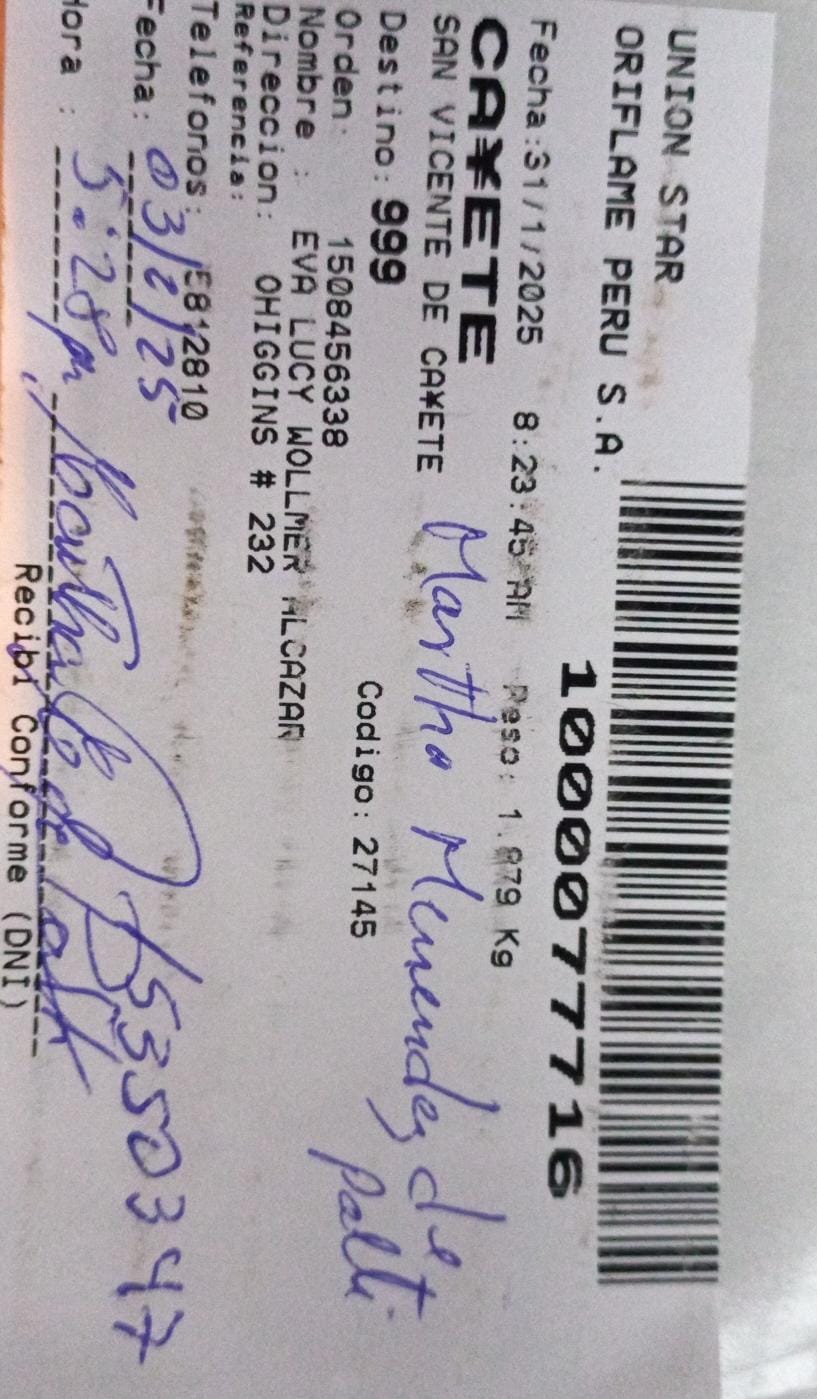 UNION STAR
ORIFLAME PERU S.A.
1000077716
Fecha:31/1/2025 8:23:45 AM Peso: 1.879 Kg
CA¥ETE
SAN VICENTE DE CA¥ETE
Martha Menendez de Patti
Destino: 999
Orden: 1508456338 Codigo: 27145
Nombre : EVA LUCY WOLLMER ALCAZAR
Direccion: OHIGGINS # 232
Referencia:
Telefonos: 5812810
Fecha: 03/2/25 15350347
Hora : 5:28 pm
Recibi Conforme (DNI)